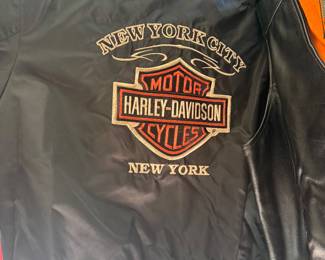 NEW YORK CITY
MOTOR
HARLEY-DAVIDSON
CYCLES
NEW YORK